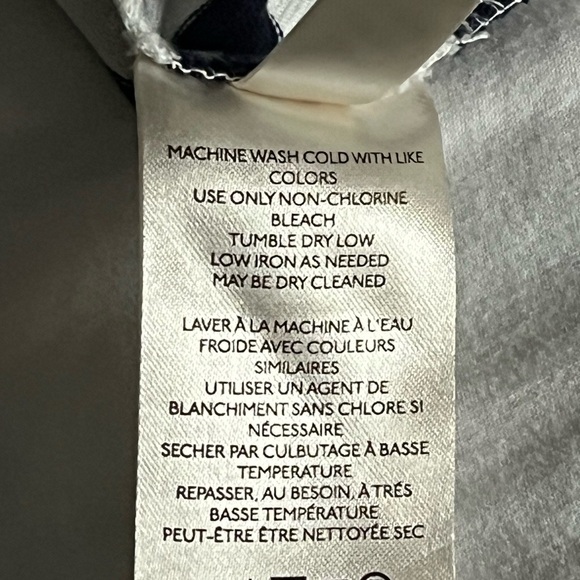 MACHINE WASH COLD WITH LIKE
COLORS
USE ONLY NON-CHLORINE
BLEACH
TUMBLE DRY LOW
LOW IRON AS NEEDED
MAY BE DRY CLEANED
LAVER À LA MACHINE À L'EAU
FROIDE AVEC COULEURS
SIMILAIRES
UTILISER UN AGENT DE
BLANCHIMENT SANS CHLORE SI
NÉCESSAIRE
SECHER PAR CULBUTAGE À BASSE
TEMPERATURE
REPASSER, AU BESOIN, À TRÉS
BASSE TEMPÉRATURE
PEUT-ÊTRE ÊTRE NETTOYÉE SEC